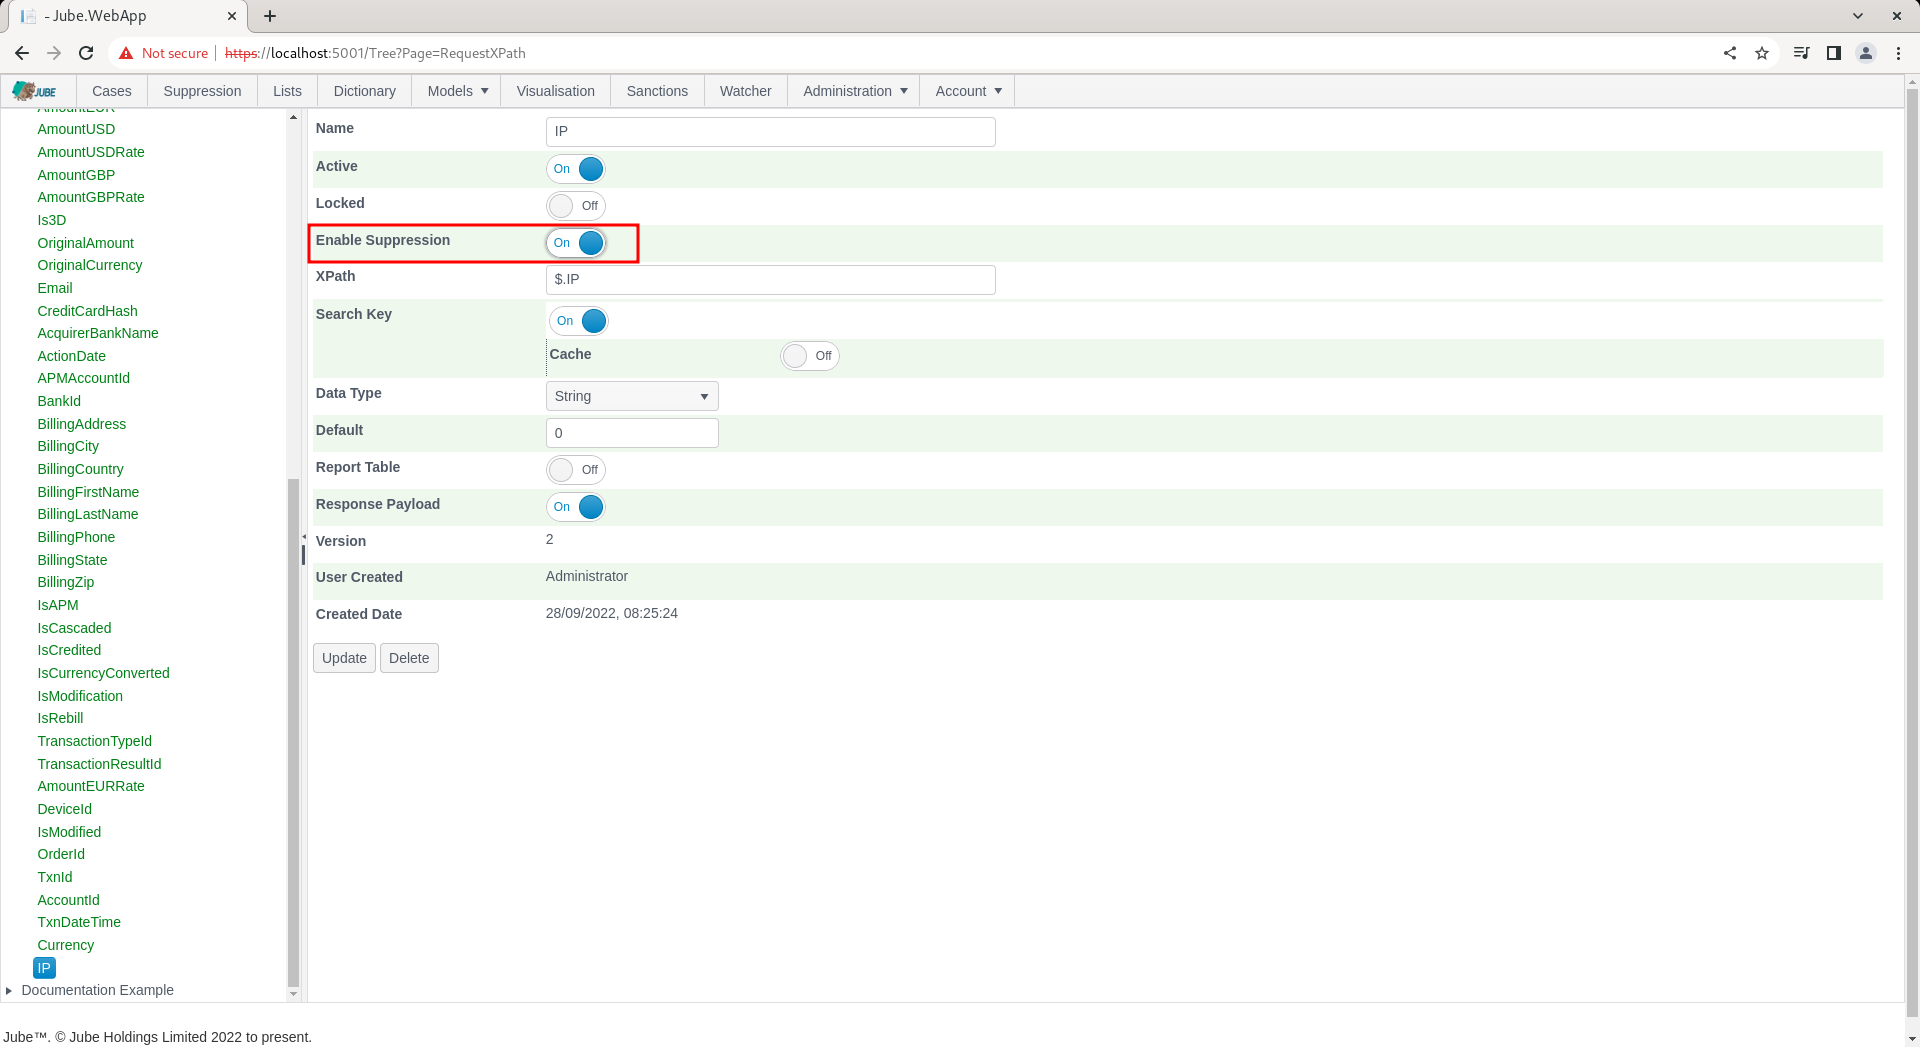 - Jube.WebApp
Not secure https://localhost:5001/Tree?Page=RequestXPath
JUBE Cases Suppression Lists Dictionary Models Visualisation Sanctions Watcher Administration Account
AmountEUR
AmountUSD
AmountUSDRate
AmountGBP
AmountGBPRate
Is3D
OriginalAmount
OriginalCurrency
Email
CreditCardHash
AcquirerBankName
ActionDate
APMAccountId
BankId
BillingAddress
BillingCity
BillingCountry
BillingFirstName
BillingLastName
BillingPhone
BillingState
BillingZip
IsAPM
IsCascaded
IsCredited
IsCurrencyConverted
IsModification
IsRebill
TransactionTypeId
TransactionResultId
AmountEURRate
DeviceId
IsModified
OrderId
TxnId
AccountId
TxnDateTime
Currency
IP
Documentation Example
Name IP
Active On
Locked Off
Enable Suppression On
XPath $.IP
Search Key On
Cache Off
Data Type String
Default 0
Report Table Off
Response Payload On
Version 2
User Created Administrator
Created Date 28/09/2022, 08:25:24
Update Delete
Jube™. © Jube Holdings Limited 2022 to present.